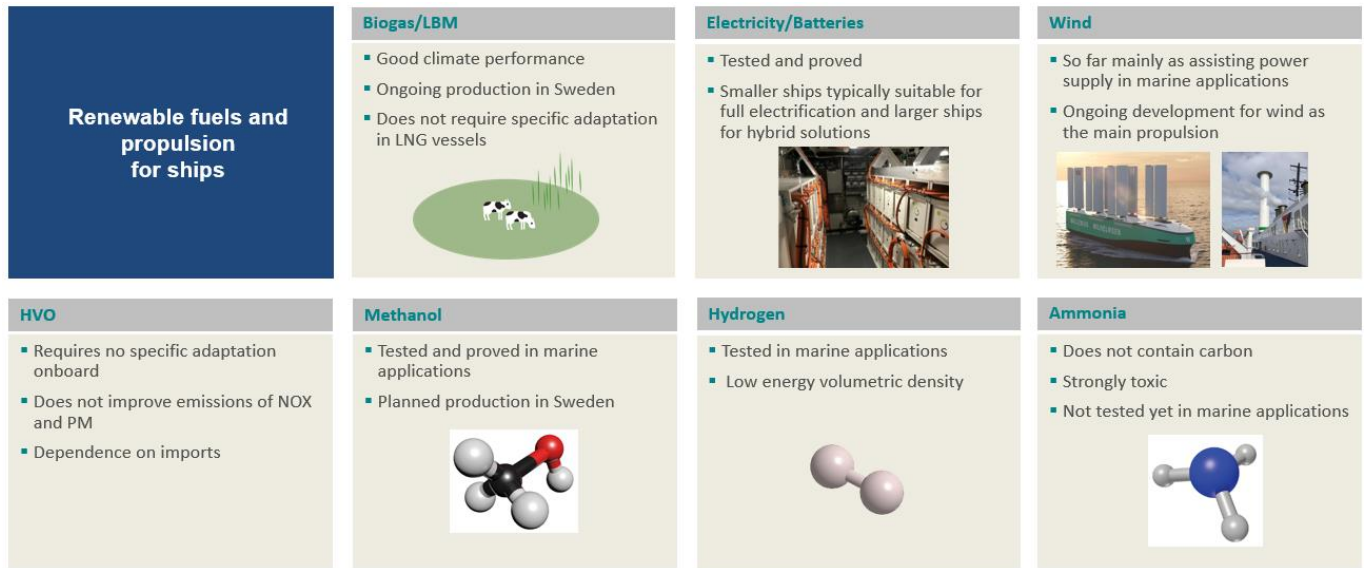 Renewable fuels and
propulsion
for ships
Biogas/LBM
▪ Good climate performance
▪ Ongoing production in Sweden
▪ Does not require specific adaptation
in LNG vessels
Electricity/Batteries
▪ Tested and proved
▪ Smaller ships typically suitable for
full electrification and larger ships
for hybrid solutions
Wind
▪ So far mainly as assisting power
supply in marine applications
▪ Ongoing development for wind as
the main propulsion
HVO
▪ Requires no specific adaptation
onboard
▪ Does not improve emissions of NOX
and PM
▪ Dependence on imports
Methanol
▪ Tested and proved in marine
applications
▪ Planned production in Sweden
Hydrogen
▪ Tested in marine applications
▪ Low energy volumetric density
Ammonia
▪ Does not contain carbon
▪ Strongly toxic
▪ Not tested yet in marine applications